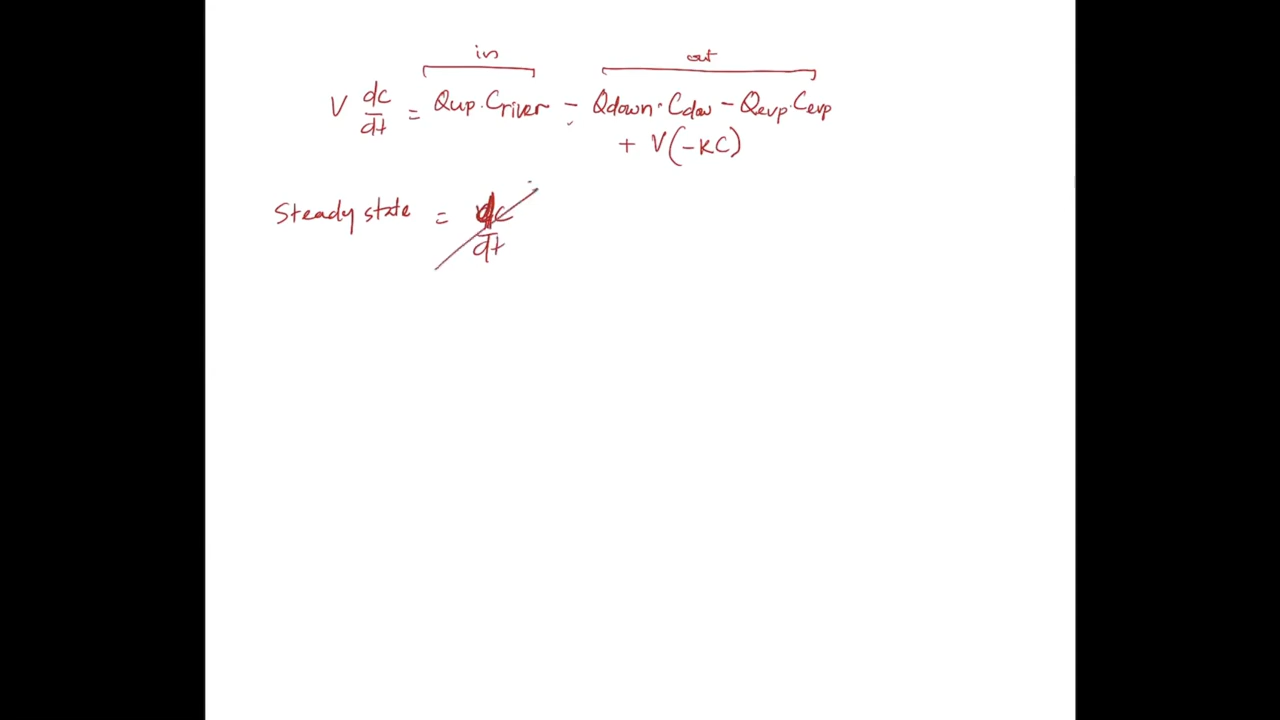 in out
V dc/dt = Qup·Criver - Qdown·Cdow - Qevp·Cevp
+ V(-KC)
Steady state = dc/dt